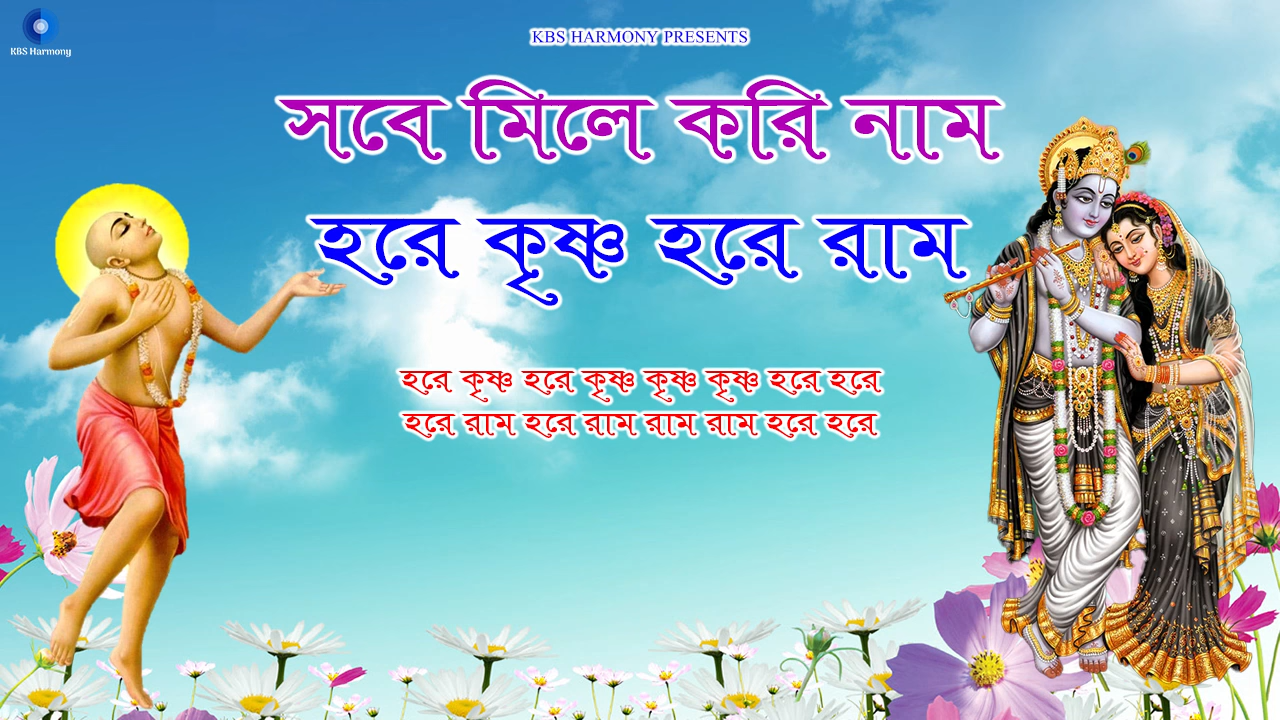 KBS Harmony
KBS HARMONY PRESENTS
সবে মিলে করি নাম
হরে কৃষ্ণ হরে রাম
হরে কৃষ্ণ হরে কৃষ্ণ কৃষ্ণ কৃষ্ণ হরে হরে
হরে রাম হরে রাম রাম রাম হরে হরে